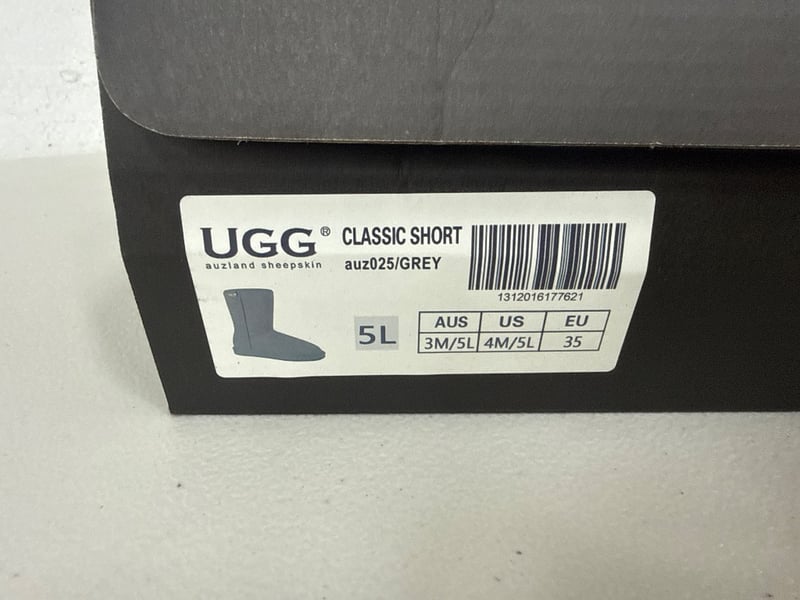 UGG® CLASSIC SHORT
auzland sheepskin auz025/GREY
1312016177621
5L
AUS US EU
3M/5L 4M/5L 35